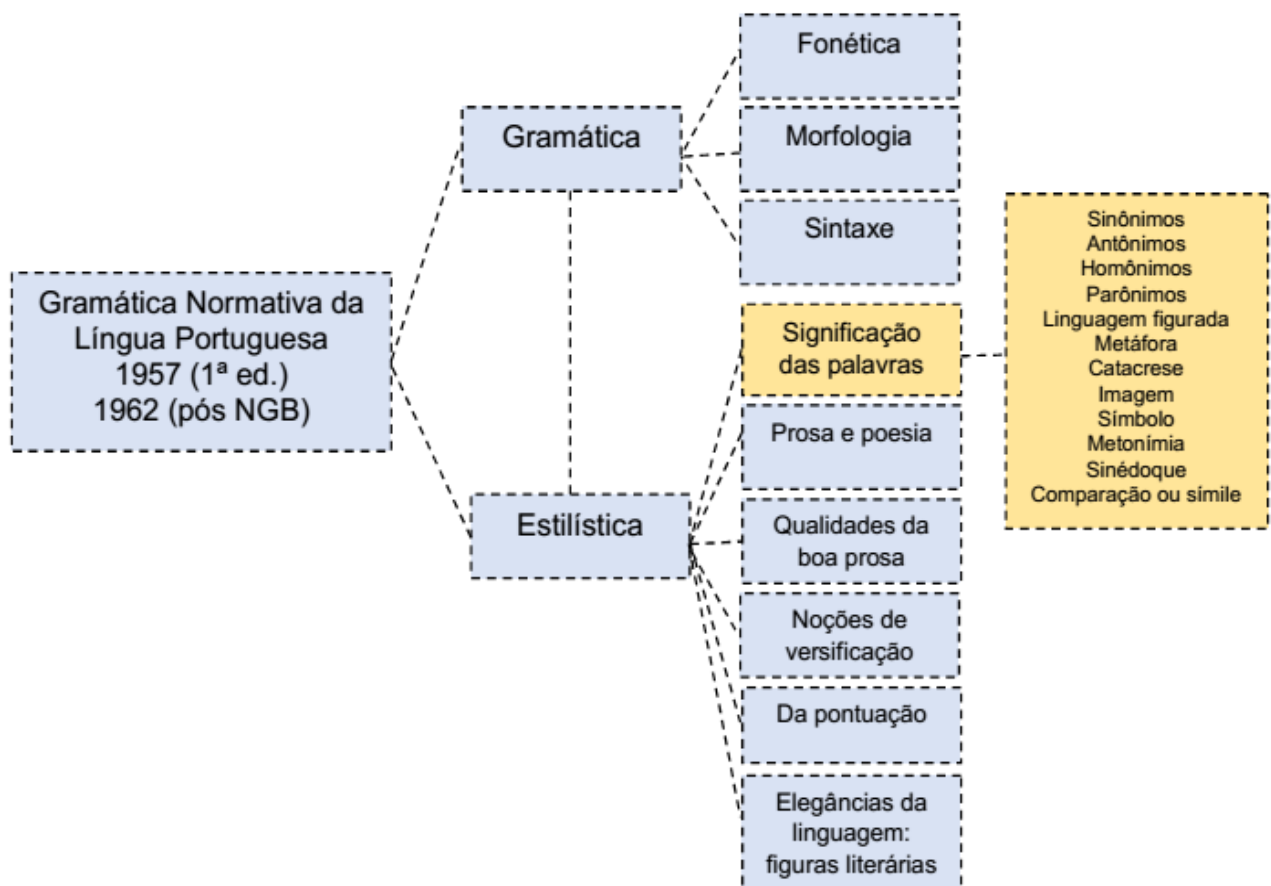 Gramática Normativa da
Língua Portuguesa
1957 (1ª ed.)
1962 (pós NGB)
Gramática
Fonética
Morfologia
Sintaxe
Estilística
Significação
das palavras
Sinônimos
Antônimos
Homônimos
Parônimos
Linguagem figurada
Metáfora
Catacrese
Imagem
Símbolo
Metonímia
Sinédoque
Comparação ou símile
Prosa e poesia
Qualidades da
boa prosa
Noções de
versificação
Da pontuação
Elegâncias da
linguagem:
figuras literárias